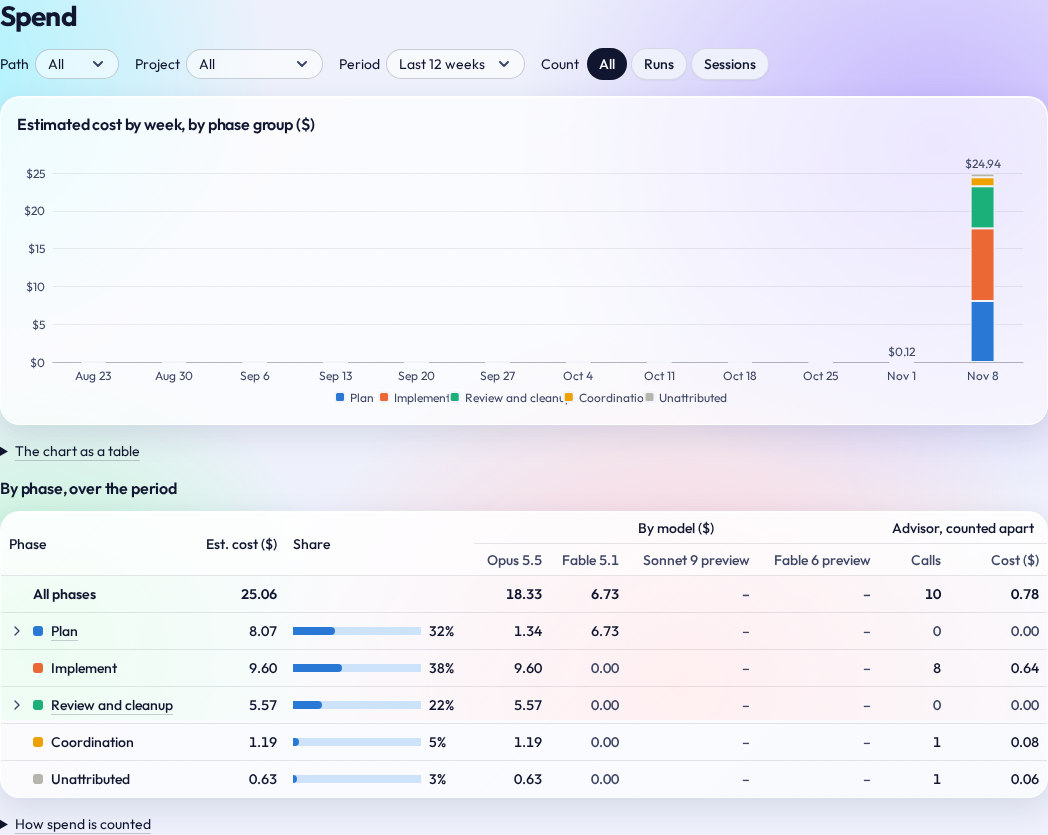 Spend
Path All Project All Period Last 12 weeks Count All Runs Sessions
Estimated cost by week, by phase group ($)
$24.94
$25
$20
$15
$10
$5
$0.12
$0
Aug 23 Aug 30 Sep 6 Sep 13 Sep 20 Sep 27 Oct 4 Oct 11 Oct 18 Oct 25 Nov 1 Nov 8
Plan Implement Review and cleanu Coordinatio Unattributed
The chart as a table
By phase, over the period
By model ($) Advisor, counted apart
Phase Est. cost ($) Share
Opus 5.5 Fable 5.1 Sonnet 9 preview Fable 6 preview Calls Cost ($)
All phases 25.06 18.33 6.73 – – 10 0.78
Plan 8.07 32% 1.34 6.73 – – 0 0.00
Implement 9.60 38% 9.60 0.00 – – 8 0.64
Review and cleanup 5.57 22% 5.57 0.00 – – 0 0.00
Coordination 1.19 5% 1.19 0.00 – – 1 0.08
Unattributed 0.63 3% 0.63 0.00 – – 1 0.06
How spend is counted